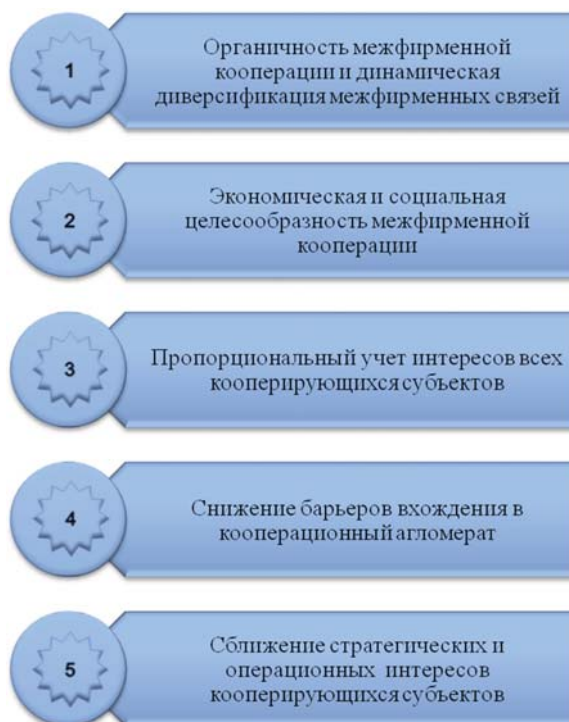 1
Органичность межфирменной
кооперации и динамическая
диверсификация межфирменных связей
2
Экономическая и социальная
целесообразность межфирменной
кооперации
3
Пропорциональный учет интересов всех
кооперирующихся субъектов
4
Снижение барьеров вхождения в
кооперационный агломерат
5
Сближение стратегических и
операционных интересов
кооперирующихся субъектов